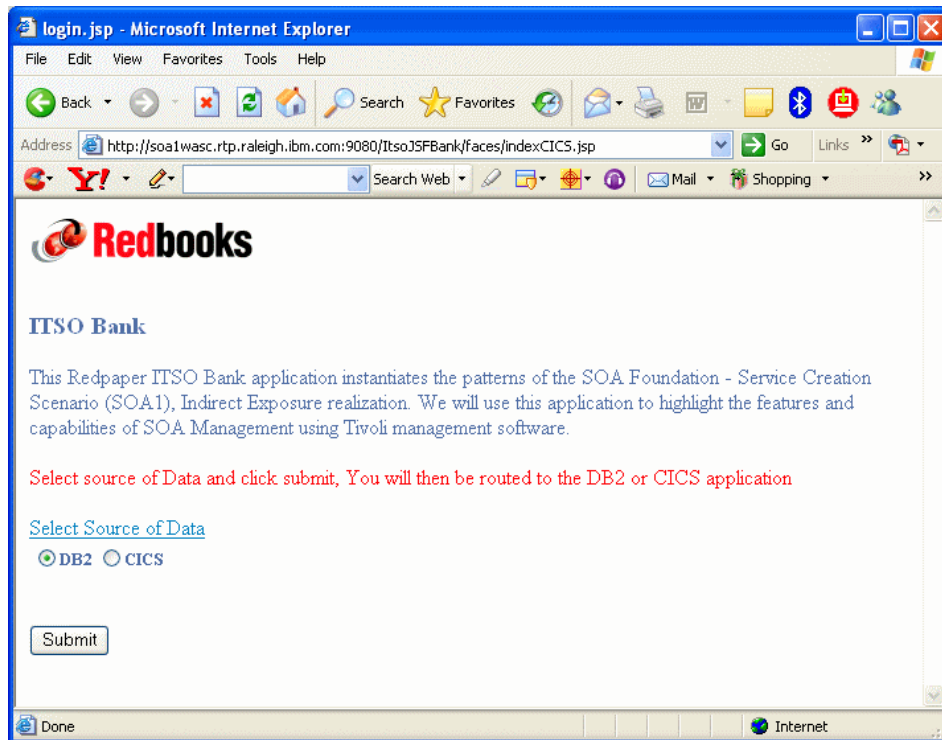 login.jsp - Microsoft Internet Explorer
File Edit View Favorites Tools Help
Back Search Favorites
Address http://soa1wasc.rtp.raleigh.ibm.com:9080/ItsoJSFBank/faces/indexCICS.jsp Go Links »
Y! Search Web Mail Shopping »
Redbooks
ITSO Bank
This Redpaper ITSO Bank application instantiates the patterns of the SOA Foundation - Service Creation
Scenario (SOA1), Indirect Exposure realization. We will use this application to highlight the features and
capabilities of SOA Management using Tivoli management software.
Select source of Data and click submit, You will then be routed to the DB2 or CICS application
Select Source of Data
DB2 CICS
Submit
Done Internet